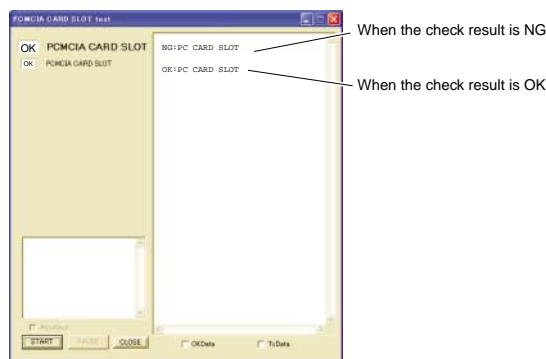 PCMCIA CARD SLOT test
When the check result is NG
OK PCMCIA CARD SLOT
OK PCMCIA CARD SLOT
NG:PC CARD SLOT
OK:PC CARD SLOT
When the check result is OK
START PAUSE CLOSE
OKData
TxData